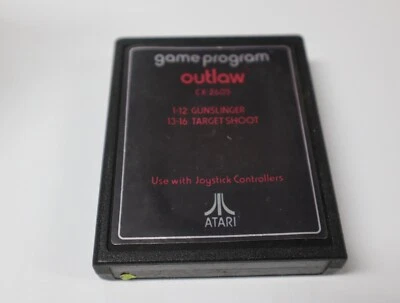 game program
outlaw
CX-2605
1-12 GUNSLINGER
13-16 TARGET SHOOT
Use with Joystick Controllers
ATARI